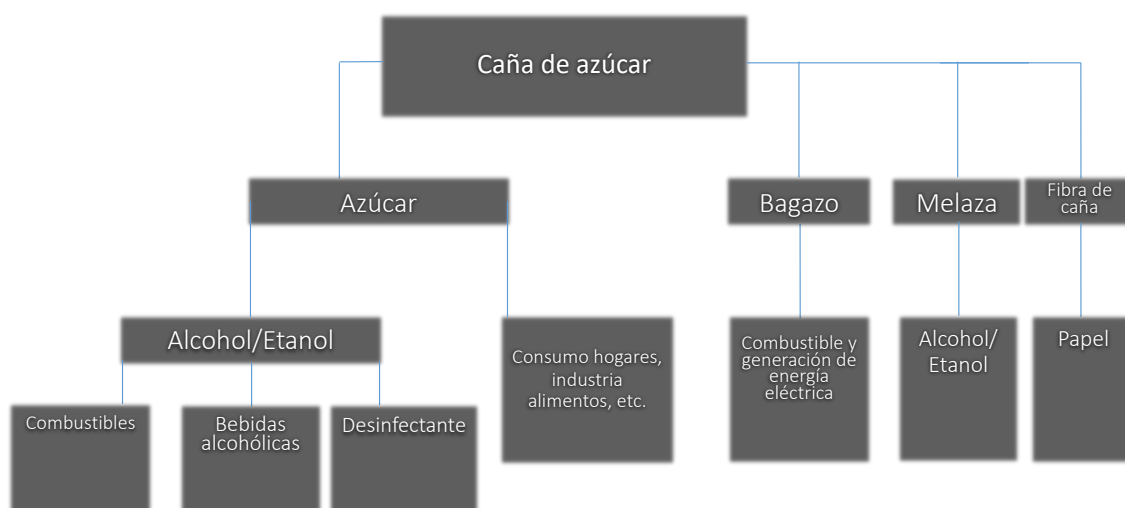 Caña de azúcar
Azúcar
Bagazo
Melaza
Fibra de
caña
Alcohol/Etanol
Consumo hogares,
industria
alimentos, etc.
Combustible y
generación de
energía
eléctrica
Alcohol/
Etanol
Papel
Combustibles
Bebidas
alcohólicas
Desinfectante